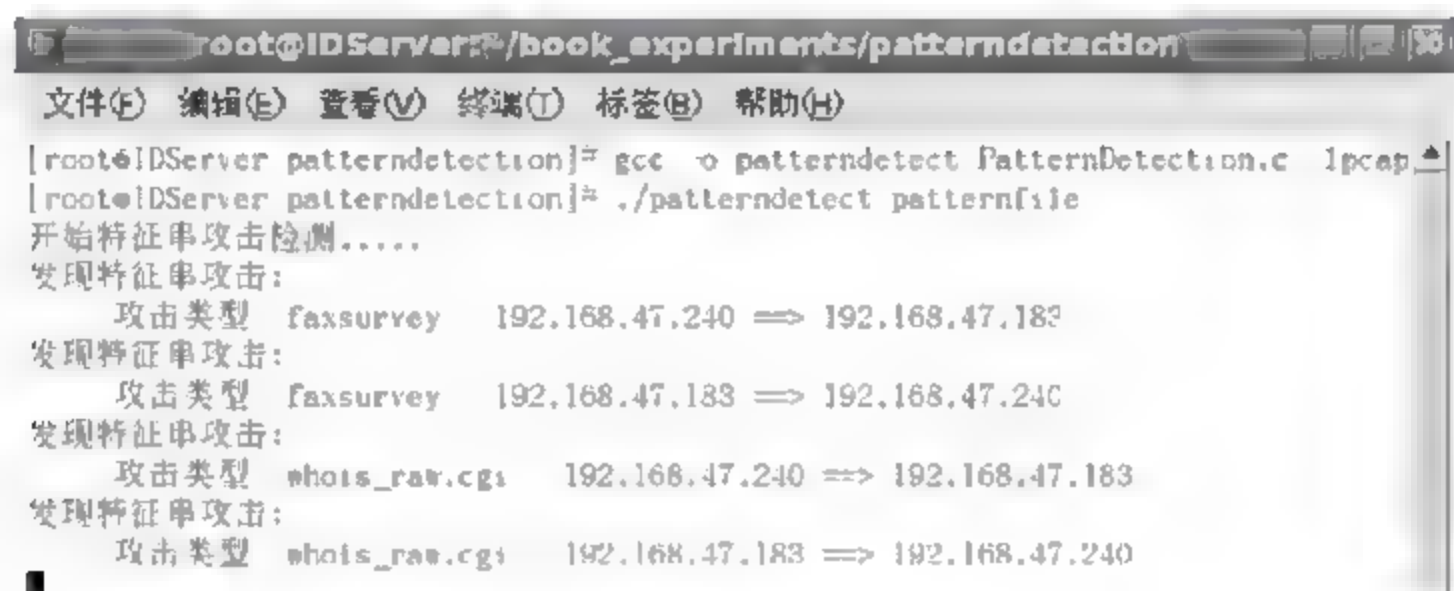 root@IDServer:~/book_experiments/patterndetection
文件(F) 编辑(E) 查看(V) 终端(T) 标签(B) 帮助(H)
[root@IDServer patterndetection]# gcc -o patterndetect PatternDetection.c -lpcap
[root@IDServer patterndetection]# ./patterndetect patternfile
开始特征串攻击检测.....
发现特征串攻击:
攻击类型 faxsurvey 192.168.47.240 ==> 192.168.47.183
发现特征串攻击:
攻击类型 faxsurvey 192.168.47.183 ==> 192.168.47.240
发现特征串攻击:
攻击类型 whois_raw.cgi 192.168.47.240 ==> 192.168.47.183
发现特征串攻击:
攻击类型 whois_raw.cgi 192.168.47.183 ==> 192.168.47.240